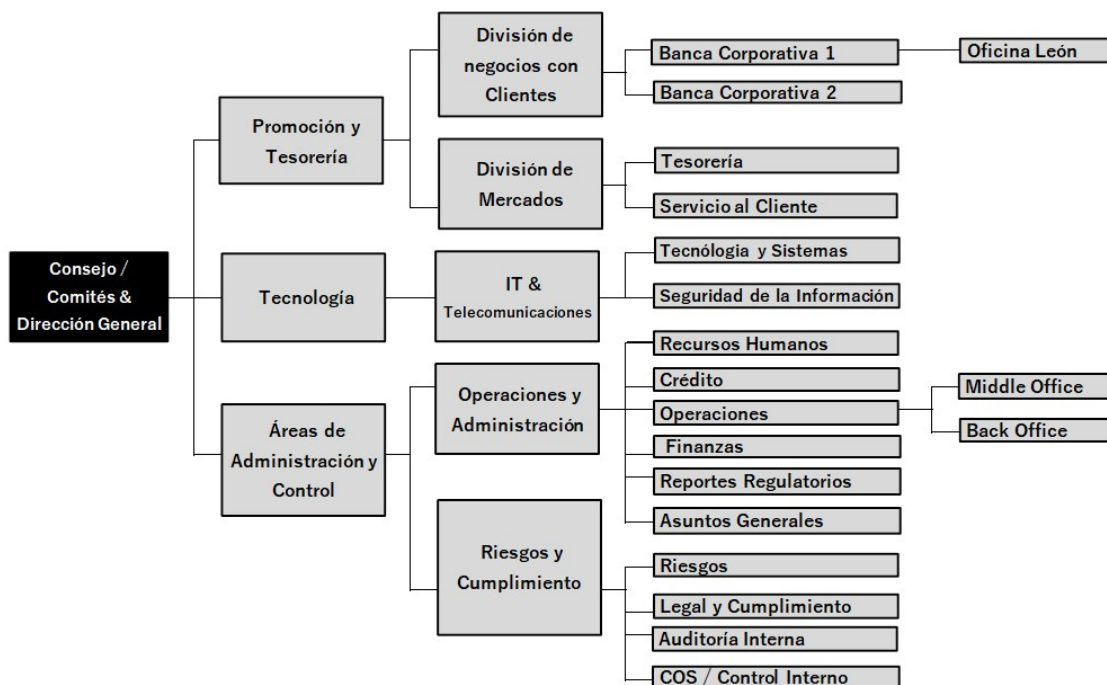 Consejo /
Comités &
Dirección General
Promoción y
Tesorería
División de
negocios con
Clientes
Banca Corporativa 1
Oficina León
Banca Corporativa 2
División de
Mercados
Tesorería
Servicio al Cliente
Tecnología
IT &
Telecomunicaciones
Tecnólogia y Sistemas
Seguridad de la Información
Áreas de
Administración y
Control
Operaciones y
Administración
Recursos Humanos
Crédito
Operaciones
Middle Office
Back Office
Finanzas
Reportes Regulatorios
Asuntos Generales
Riesgos y
Cumplimiento
Riesgos
Legal y Cumplimiento
Auditoría Interna
COS / Control Interno